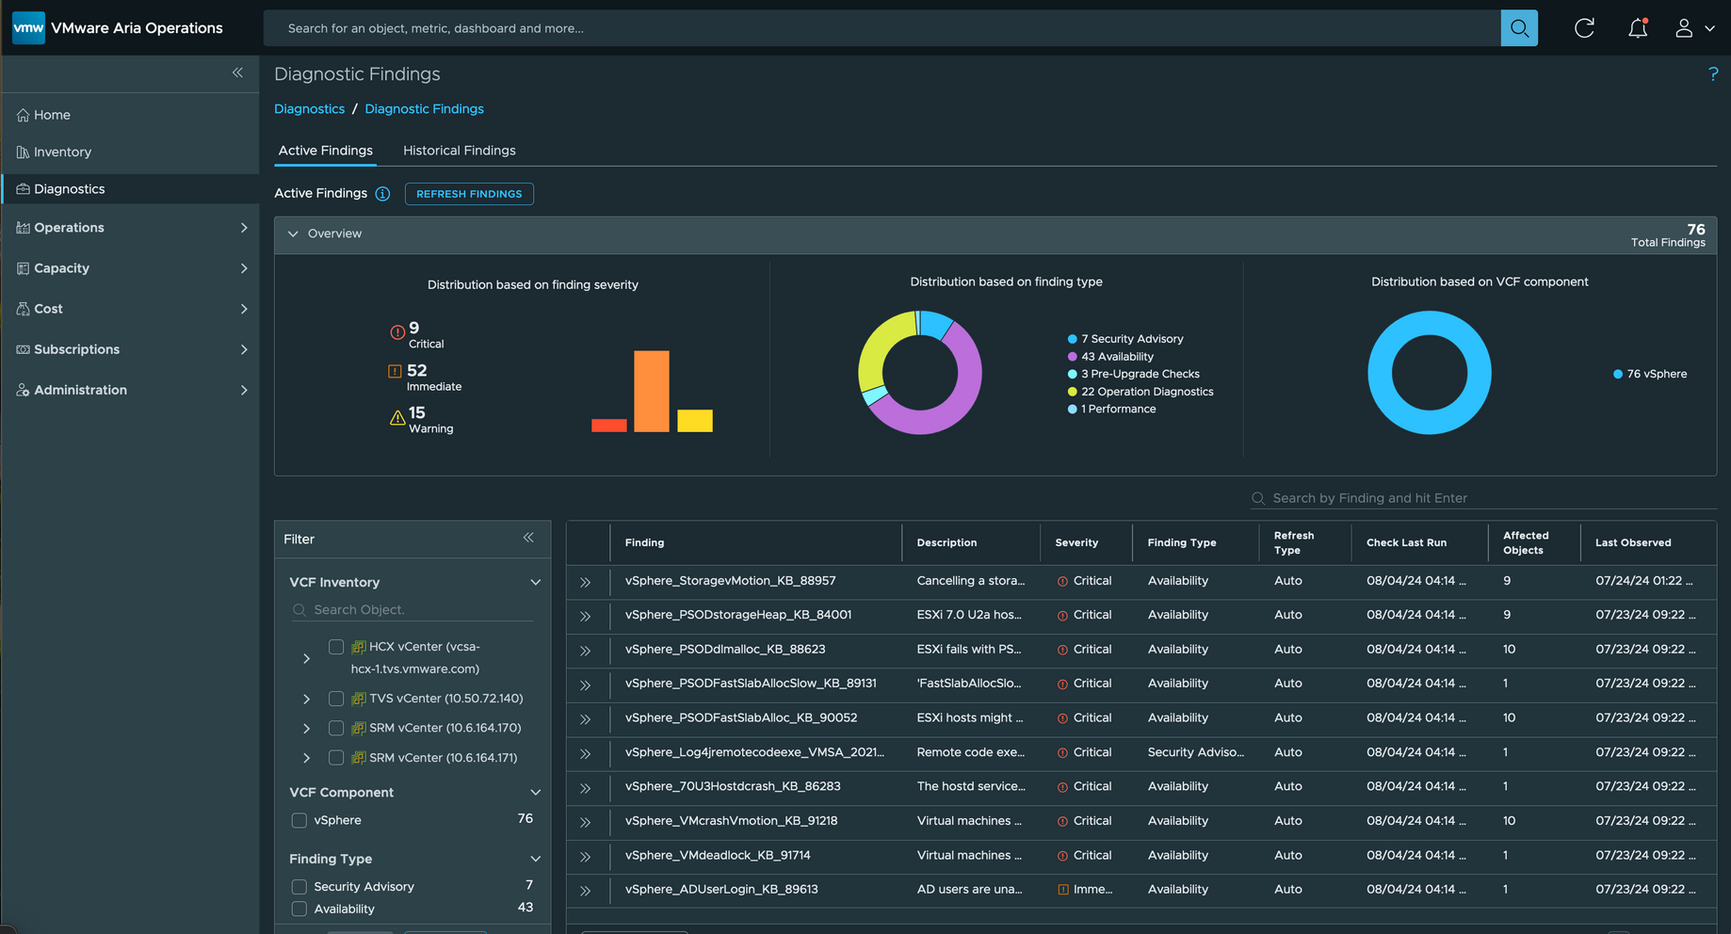 vmw VMware Aria Operations
Search for an object, metric, dashboard and more...
Home
Inventory
Diagnostics
Operations
Capacity
Cost
Subscriptions
Administration
Diagnostic Findings
?
Diagnostics / Diagnostic Findings
Active Findings Historical Findings
Active Findings REFRESH FINDINGS
Overview
76
Total Findings
Distribution based on finding severity
9
Critical
52
Immediate
15
Warning
Distribution based on finding type
7 Security Advisory
43 Availability
3 Pre-Upgrade Checks
22 Operation Diagnostics
1 Performance
Distribution based on VCF component
76 vSphere
Search by Finding and hit Enter
Filter
VCF Inventory
Search Object.
HCX vCenter (vcsa-
hcx-1.tvs.vmware.com)
TVS vCenter (10.50.72.140)
SRM vCenter (10.6.164.170)
SRM vCenter (10.6.164.171)
VCF Component
vSphere 76
Finding Type
Security Advisory 7
Availability 43
Finding Description Severity Finding Type Refresh Type Check Last Run Affected Objects Last Observed
vSphere_StoragevMotion_KB_88957 Cancelling a stora... Critical Availability Auto 08/04/24 04:14 ... 9 07/24/24 01:22 ...
vSphere_PSODstorageHeap_KB_84001 ESXi 7.0 U2a hos... Critical Availability Auto 08/04/24 04:14 ... 9 07/23/24 09:22 ...
vSphere_PSODdlmalloc_KB_88623 ESXi fails with PS... Critical Availability Auto 08/04/24 04:14 ... 10 07/23/24 09:22 ...
vSphere_PSODFastSlabAllocSlow_KB_89131 'FastSlabAllocSlo... Critical Availability Auto 08/04/24 04:14 ... 1 07/23/24 09:22 ...
vSphere_PSODFastSlabAlloc_KB_90052 ESXi hosts might ... Critical Availability Auto 08/04/24 04:14 ... 10 07/23/24 09:22 ...
vSphere_Log4jremotecodeexe_VMSA_2021... Remote code exe... Critical Security Adviso... Auto 08/04/24 04:14 ... 1 07/23/24 09:22 ...
vSphere_70U3Hostdcrash_KB_86283 The hostd service... Critical Availability Auto 08/04/24 04:14 ... 1 07/23/24 09:22 ...
vSphere_VMcrashVmotion_KB_91218 Virtual machines ... Critical Availability Auto 08/04/24 04:14 ... 10 07/23/24 09:22 ...
vSphere_VMdeadlock_KB_91714 Virtual machines ... Critical Availability Auto 08/04/24 04:14 ... 1 07/23/24 09:22 ...
vSphere_ADUserLogin_KB_89613 AD users are una... Imme... Availability Auto 08/04/24 04:14 ... 1 07/23/24 09:22 ...